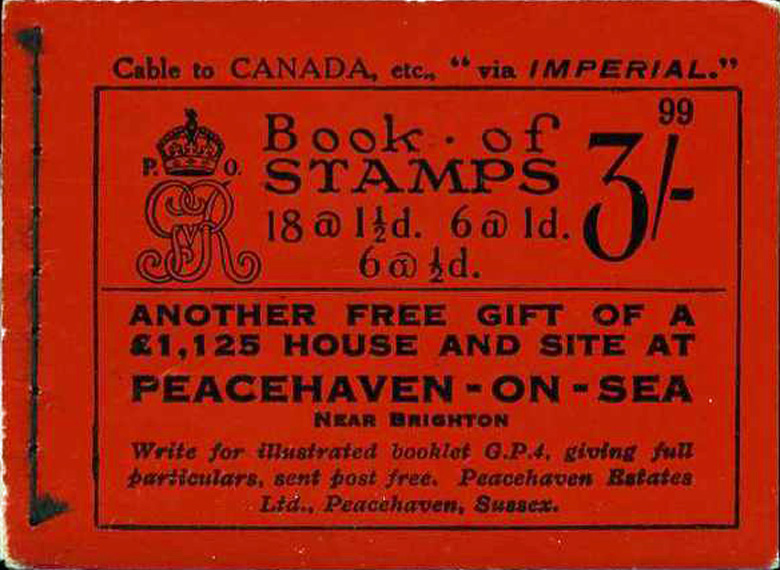 Cable to CANADA, etc., "via IMPERIAL."
99
P. O.
GR
Book · of
STAMPS
3/-
18 @ 1½d. 6 @ 1d.
6 @ ½d.
ANOTHER FREE GIFT OF A
£1,125 HOUSE AND SITE AT
PEACEHAVEN-ON-SEA
NEAR BRIGHTON
Write for illustrated booklet G.P.4, giving full
particulars, sent post free. Peacehaven Estates
Ltd., Peacehaven, Sussex.